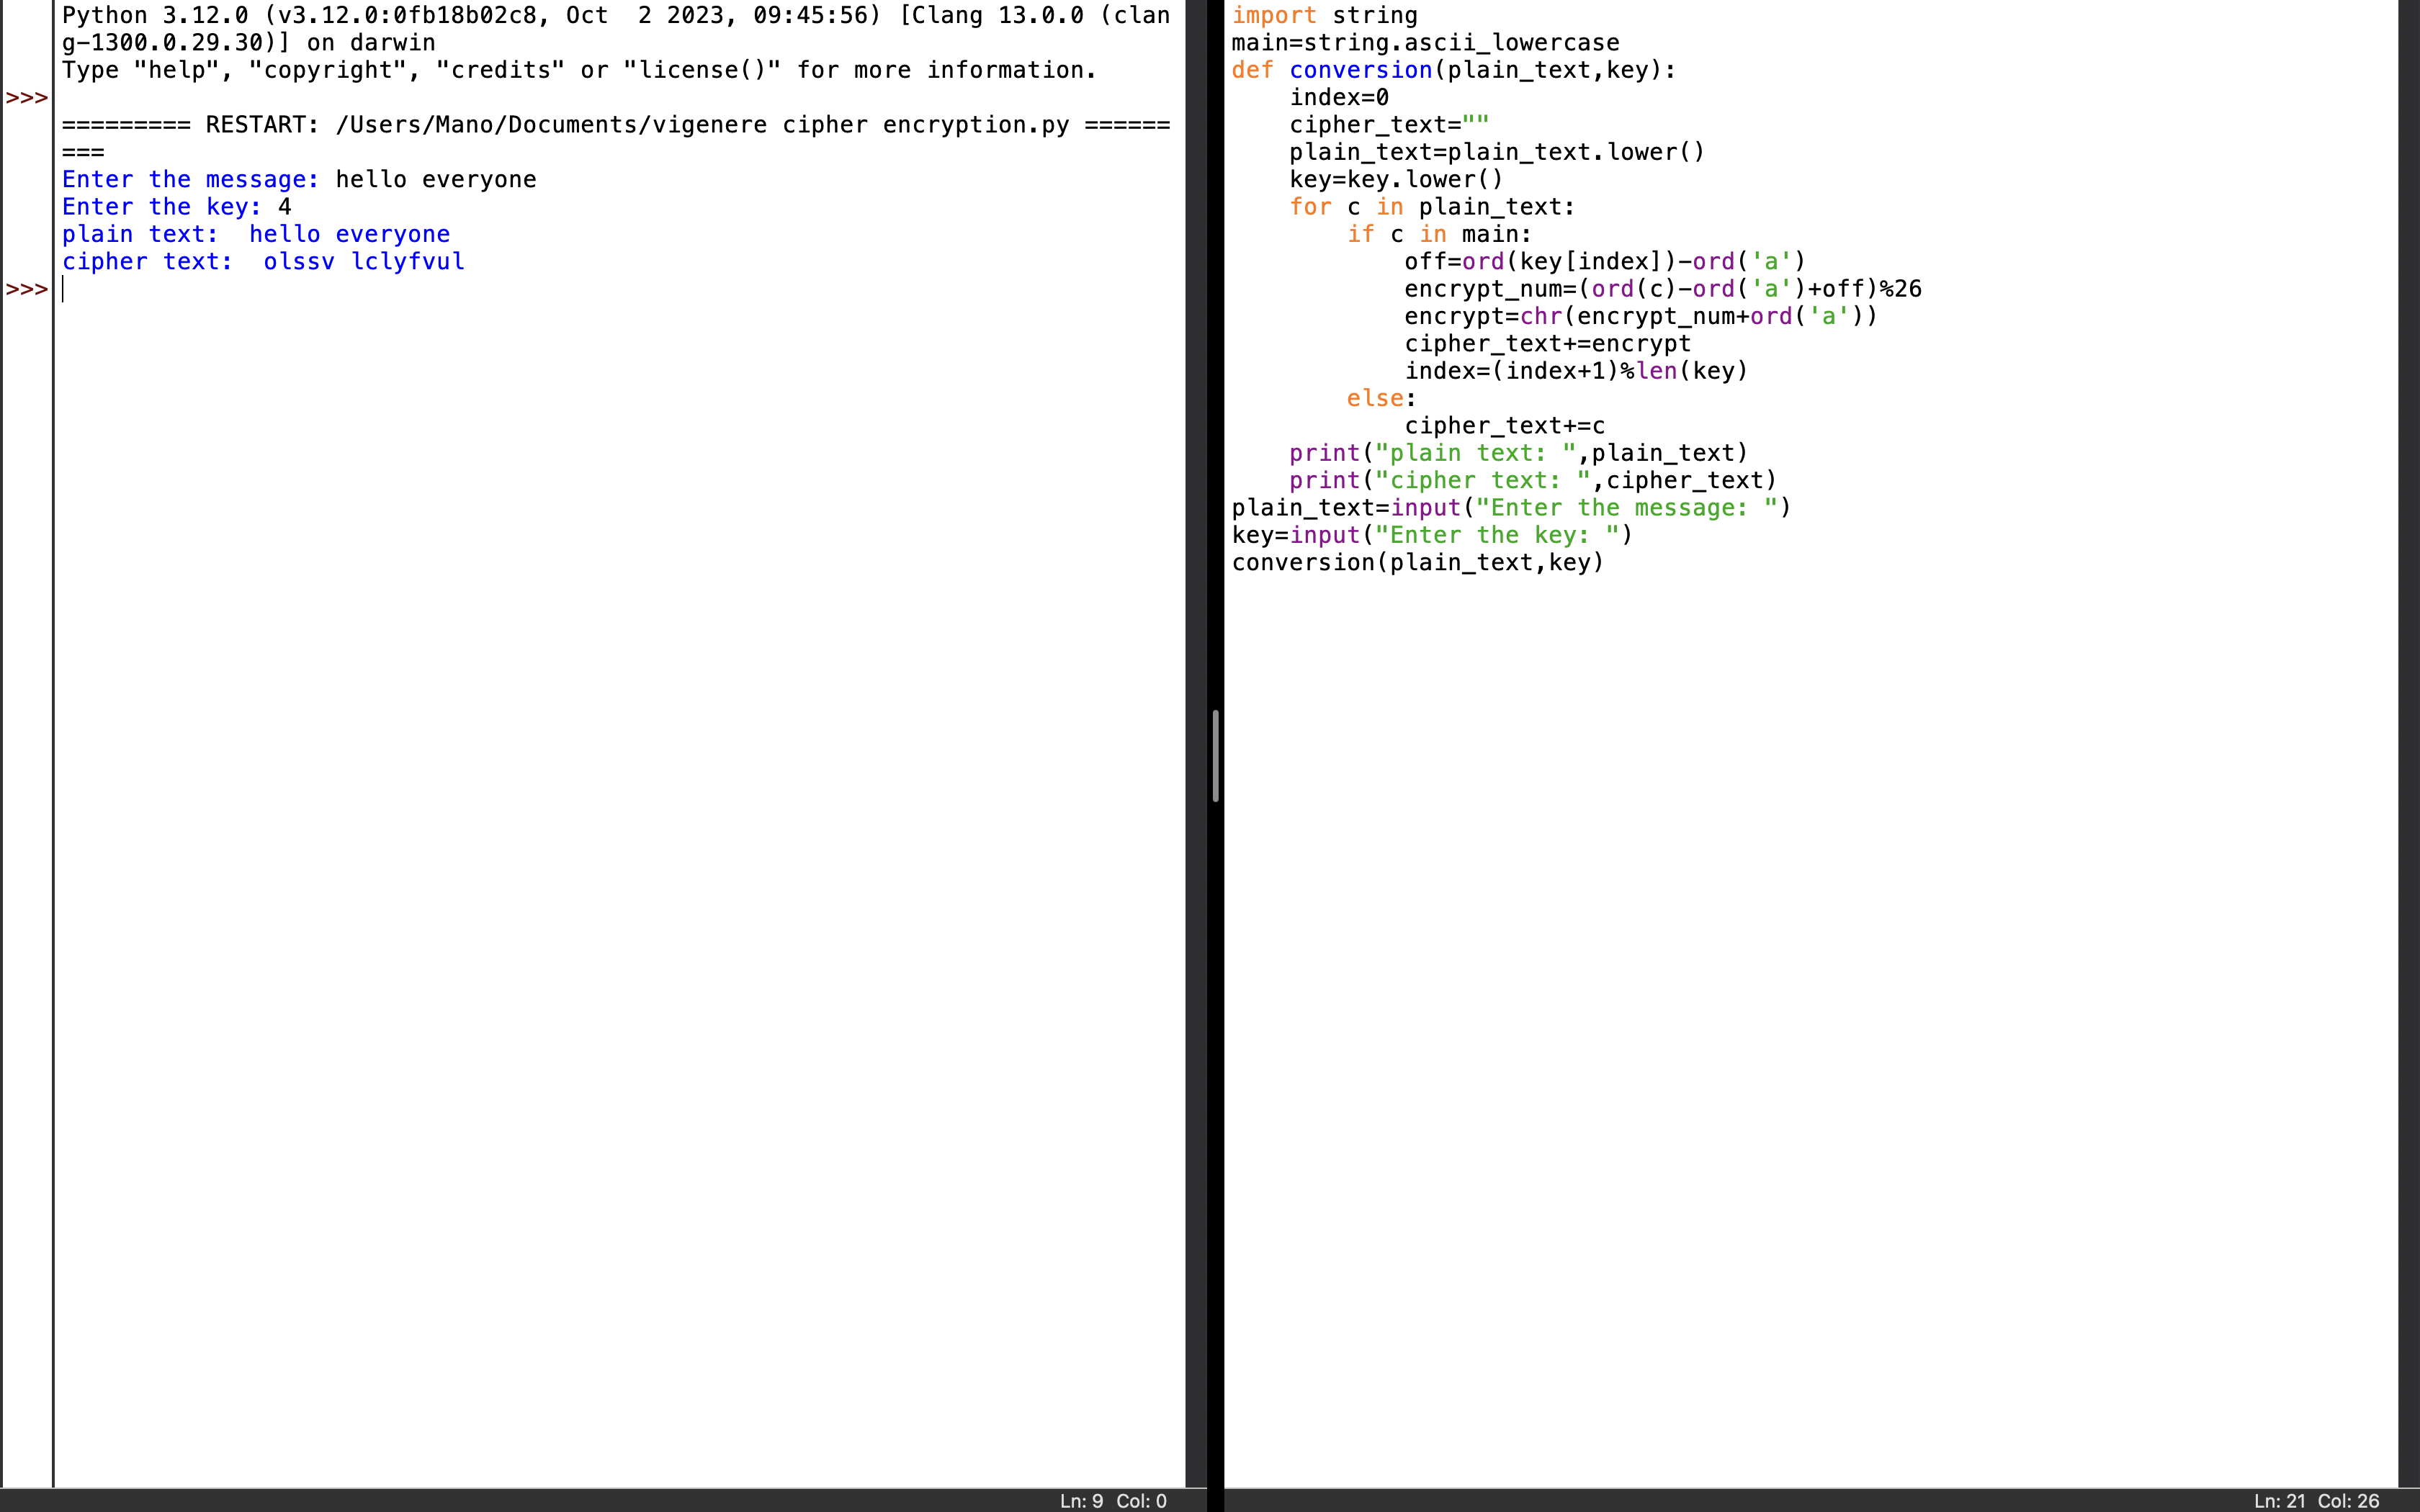 Python 3.12.0 (v3.12.0:0fb18b02c8, Oct  2 2023, 09:45:56) [Clang 13.0.0 (clan
g-1300.0.29.30)] on darwin
Type "help", "copyright", "credits" or "license()" for more information.
>>>
========= RESTART: /Users/Mano/Documents/vigenere cipher encryption.py ======
===
Enter the message: hello everyone
Enter the key: 4
plain text:  hello everyone
cipher text:  olssv lclyfvul
>>>
Ln: 9  Col: 0
import string
main=string.ascii_lowercase
def conversion(plain_text,key):
    index=0
    cipher_text=""
    plain_text=plain_text.lower()
    key=key.lower()
    for c in plain_text:
        if c in main:
            off=ord(key[index])-ord('a')
            encrypt_num=(ord(c)-ord('a')+off)%26
            encrypt=chr(encrypt_num+ord('a'))
            cipher_text+=encrypt
            index=(index+1)%len(key)
        else:
            cipher_text+=c
    print("plain text: ",plain_text)
    print("cipher text: ",cipher_text)
plain_text=input("Enter the message: ")
key=input("Enter the key: ")
conversion(plain_text,key)
Ln: 21  Col: 26